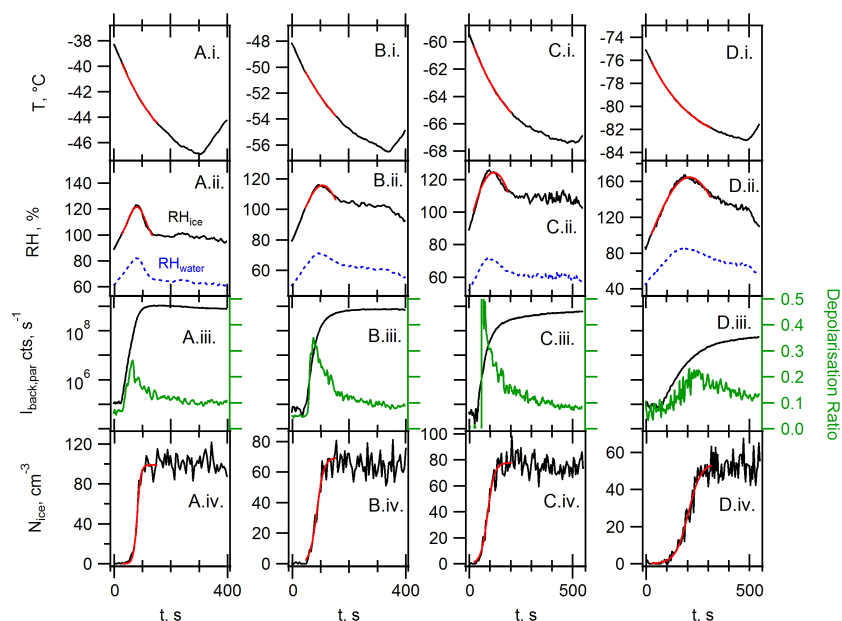 A.i. B.i. C.i. D.i.
T, °C
-38 -40 -42 -44 -46
-48 -50 -52 -54 -56
-60 -62 -64 -66 -68
-74 -76 -78 -80 -82 -84
A.ii. B.ii. C.ii. D.ii.
RH, %
140 120 100 80 60
120 100 80 60
120 100 80 60
160 120 80 40
RHice
RHwater
A.iii. B.iii. C.iii. D.iii.
Iback,par cts, s-1
10^8
10^6
0.5 0.4 0.3 0.2 0.1 0.0
Depolarisation Ratio
A.iv. B.iv. C.iv. D.iv.
Nice, cm-3
120 80 40 0
80 60 40 20 0
100 80 60 40 20 0
60 40 20 0
0 400 0 400 0 500 0 500
t. s t. s t. s t. s